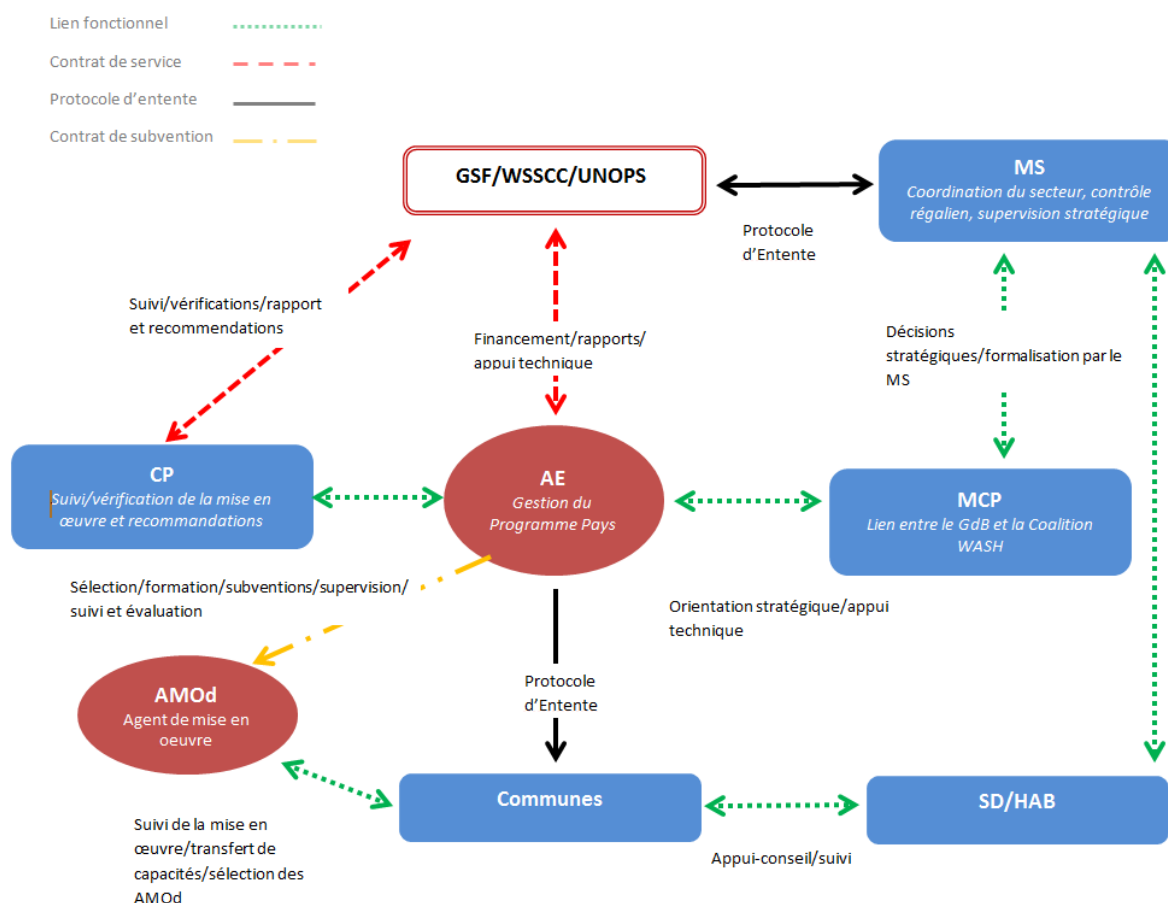 Lien fonctionnel
Contrat de service
Protocole d'entente
Contrat de subvention
GSF/WSSCC/UNOPS
MS
Coordination du secteur, contrôle
régalien, supervision stratégique
Protocole
d'Entente
Suivi/vérifications/rapport
et recommendations
Financement/rapports/
appui technique
Décisions
stratégiques/formalisation par le
MS
CP
Suivi/vérification de la mise en
œuvre et recommandations
AE
Gestion du
Programme Pays
MCP
Lien entre le GdB et la Coalition
WASH
Sélection/formation/subventions/supervision/
suivi et évaluation
Orientation stratégique/appui
technique
AMOd
Agent de mise en
oeuvre
Protocole
d'Entente
Communes
SD/HAB
Suivi de la mise en
œuvre/transfert de
capacités/sélection des
AMOd
Appui-conseil/suivi